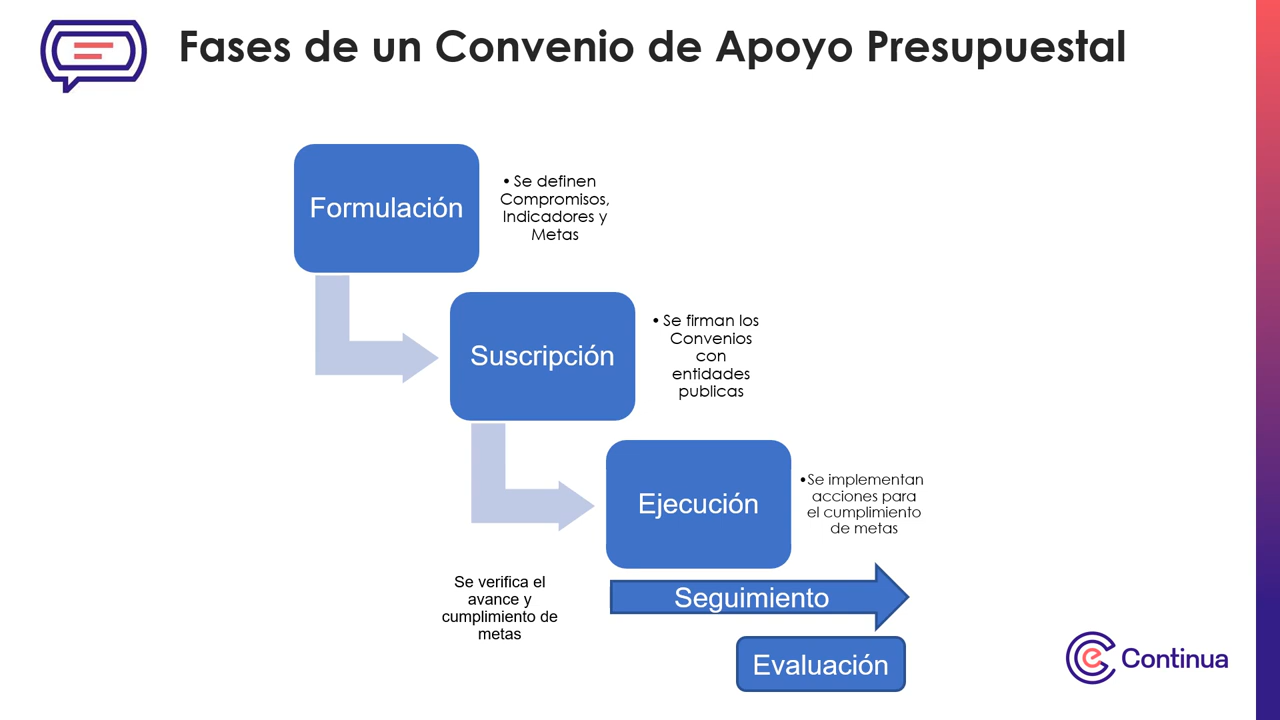 Fases de un Convenio de Apoyo Presupuestal
Formulación
• Se definen
Compromisos,
Indicadores y
Metas
Suscripción
• Se firman los
Convenios
con
entidades
publicas
Ejecución
•Se implementan
acciones para
el cumplimiento
de metas
Se verifica el
avance y
cumplimiento de
metas
Seguimiento
Evaluación
e Continua